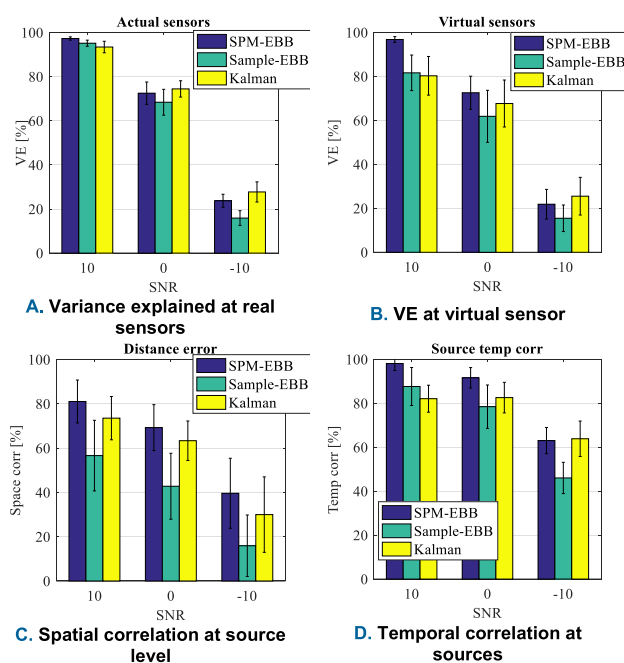 Actual sensors
100
80
60
40
20
0
VE [%]
SPM-EBB
Sample-EBB
Kalman
10
0
-10
SNR
A. Variance explained at real
sensors
Virtual sensors
100
80
60
40
20
0
VE [%]
SPM-EBB
Sample-EBB
Kalman
10
0
-10
SNR
B. VE at virtual sensor
Distance error
100
80
60
40
20
0
Space corr [%]
SPM-EBB
Sample-EBB
Kalman
10
0
-10
SNR
C. Spatial correlation at source
level
Source temp corr
100
80
60
40
20
0
Temp corr [%]
SPM-EBB
Sample-EBB
Kalman
10
0
-10
SNR
D. Temporal correlation at
sources